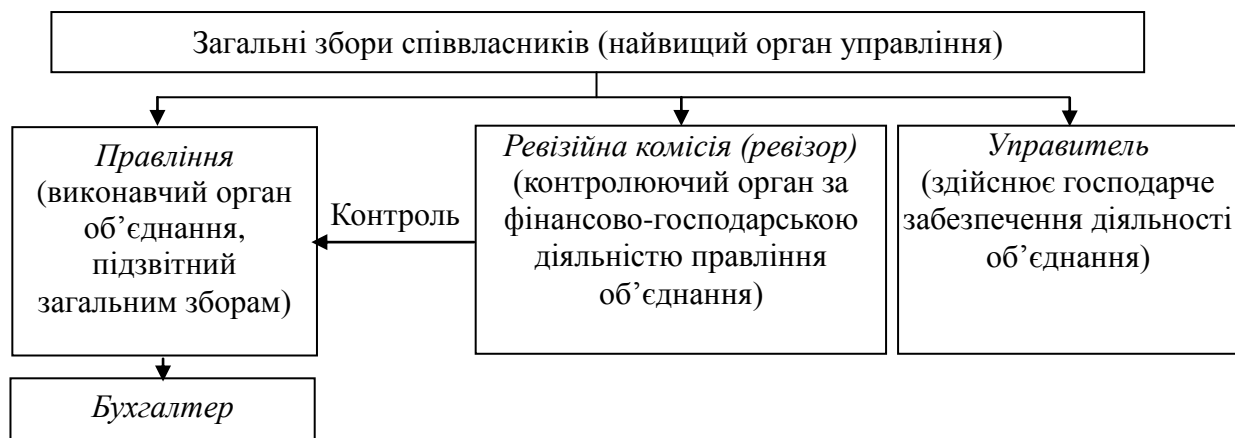 Загальні збори співвласників (найвищий орган управління)
Правління
(виконавчий орган
об’єднання,
підзвітний
загальним зборам)
Контроль
Ревізійна комісія (ревізор)
(контролюючий орган за
фінансово-господарською
діяльністю правління
об’єднання)
Управитель
(здійснює господарче
забезпечення діяльності
об’єднання)
Бухгалтер